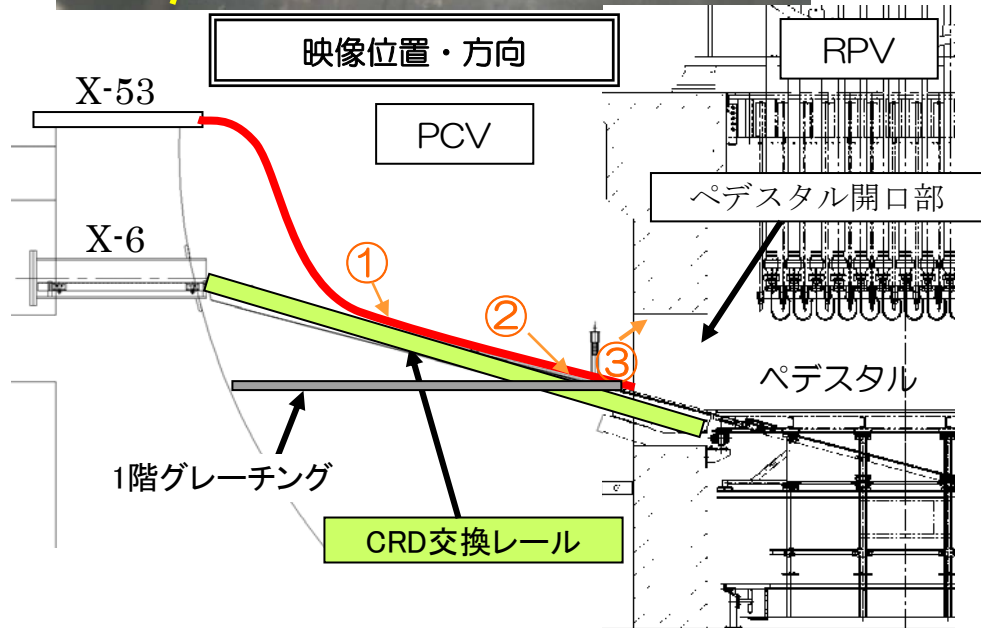 映像位置・方向
RPV
X-53
PCV
ペデスタル開口部
X-6
①
②
③
ペデスタル
1階グレーチング
CRD交換レール